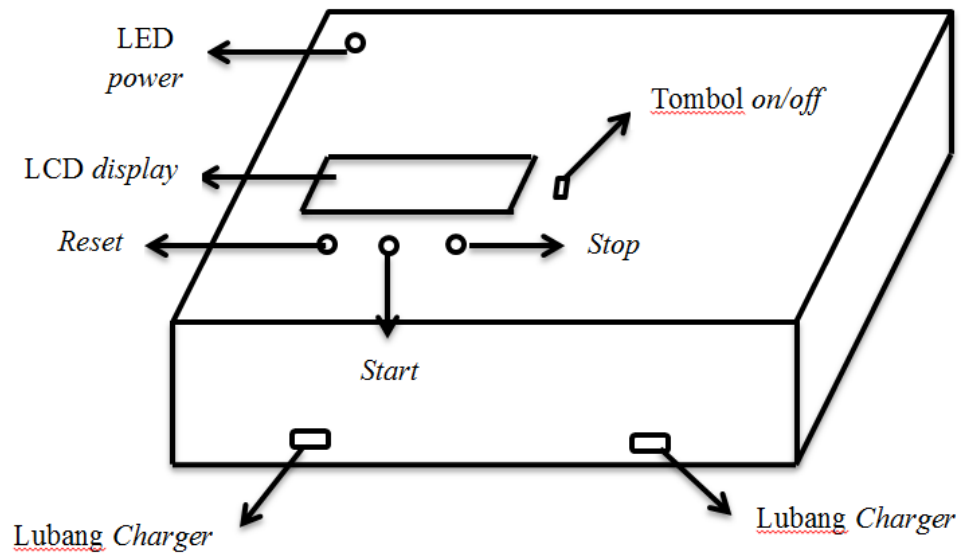 LED
power
Tombol on/off
LCD display
Reset
Stop
Start
Lubang Charger
Lubang Charger